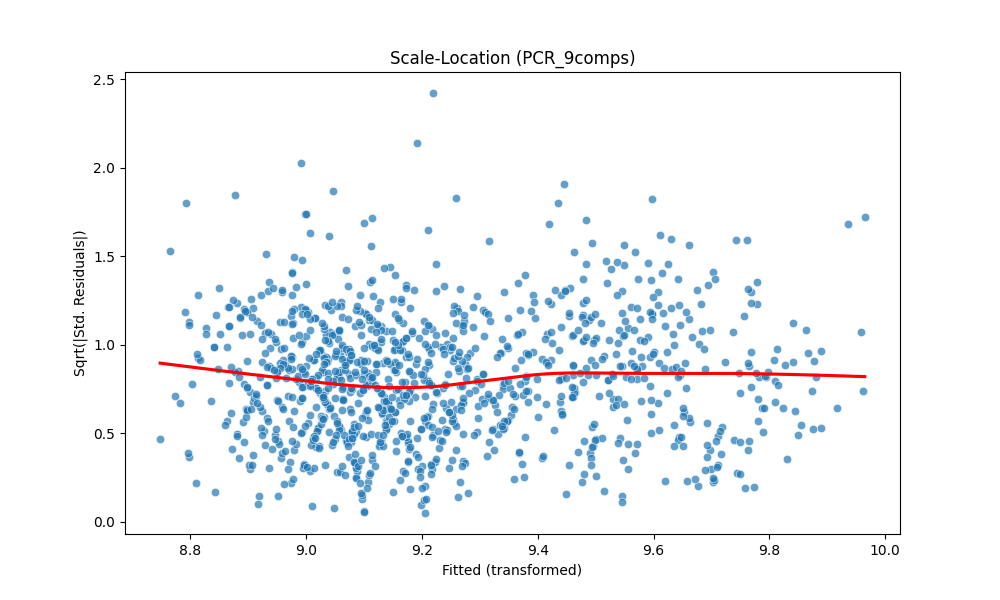 Scale-Location (PCR_9comps)
Sqrt(|Std. Residuals|)
2.5
2.0
1.5
1.0
0.5
0.0
8.8 9.0 9.2 9.4 9.6 9.8 10.0
Fitted (transformed)